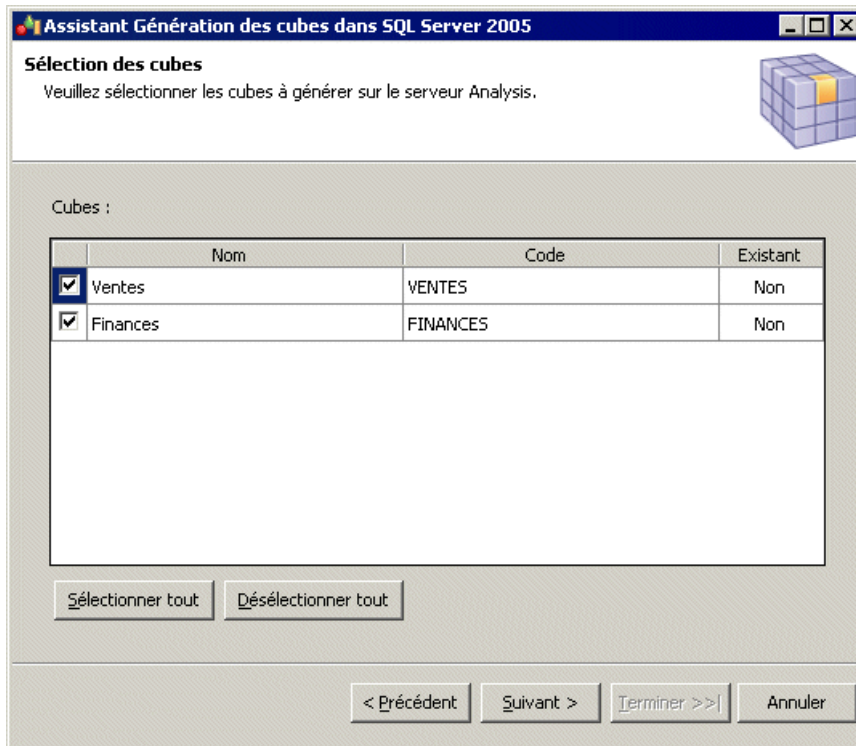 Assistant Génération des cubes dans SQL Server 2005
Sélection des cubes
Veuillez sélectionner les cubes à générer sur le serveur Analysis.
Cubes :
Nom Code Existant
Ventes VENTES Non
Finances FINANCES Non
Sélectionner tout Désélectionner tout
< Précédent Suivant > Terminer >>| Annuler